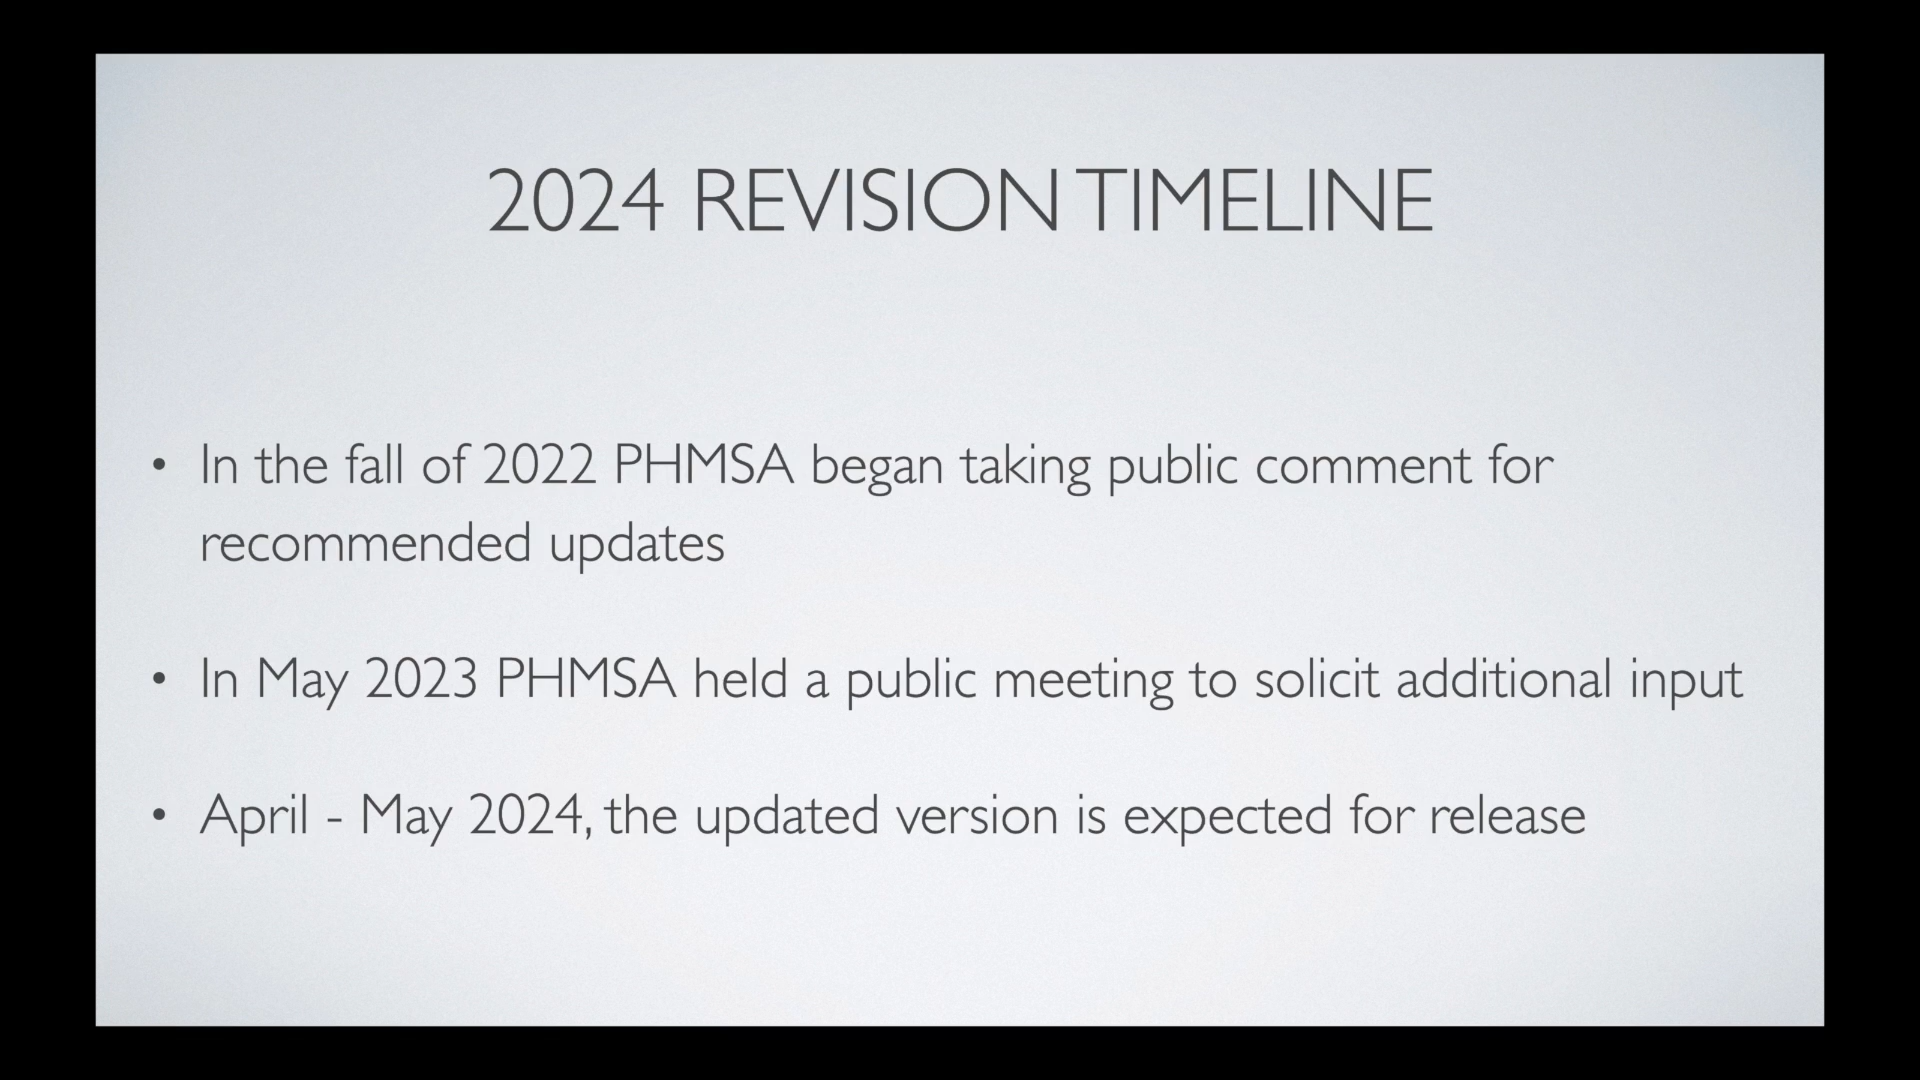 2024 REVISION TIMELINE
• In the fall of 2022 PHMSA began taking public comment for
recommended updates
• In May 2023 PHMSA held a public meeting to solicit additional input
• April - May 2024, the updated version is expected for release